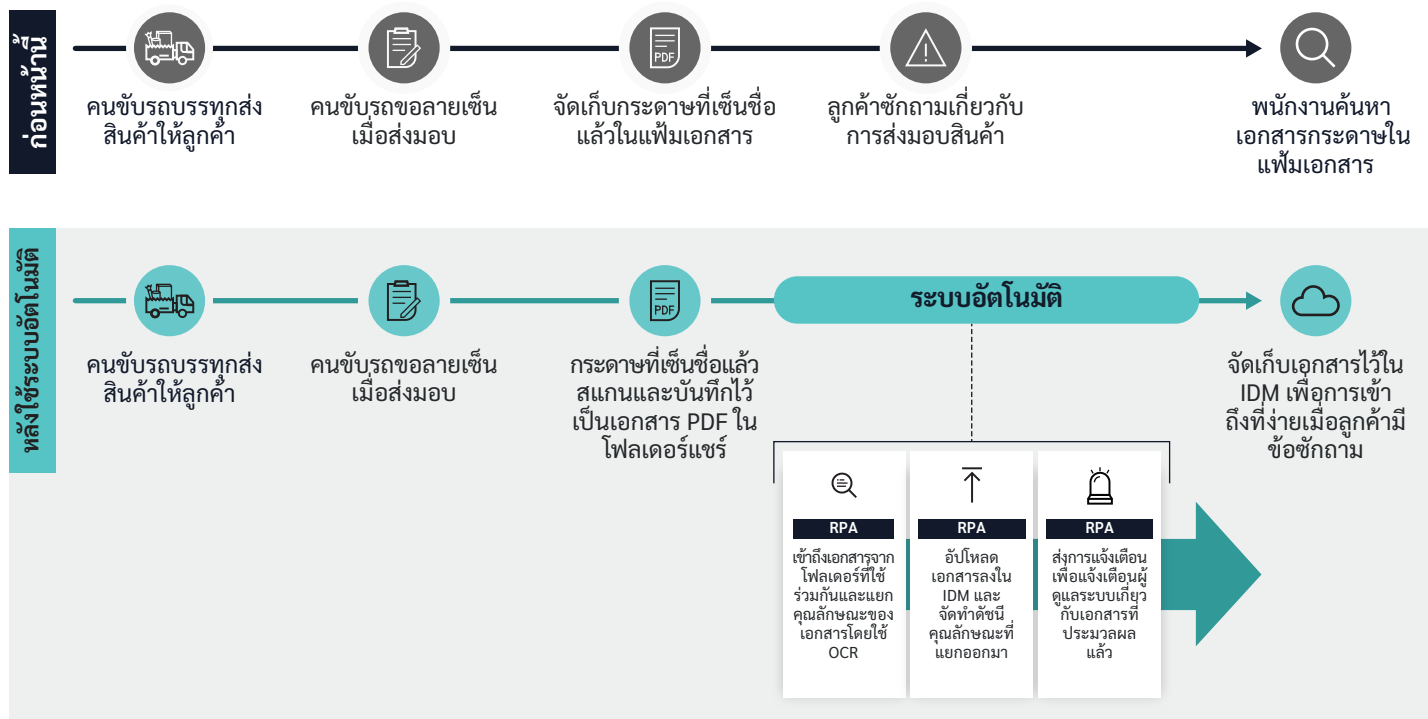 ก่อนหน้านี้
PDF
คนขับรถบรรทุกส่ง
สินค้าให้ลูกค้า
คนขับรถขอลายเซ็น
เมื่อส่งมอบ
จัดเก็บกระดาษที่เซ็นชื่อ
แล้วในแฟ้มเอกสาร
ลูกค้าซักถามเกี่ยวกับ
การส่งมอบสินค้า
พนักงานค้นหา
เอกสารกระดาษใน
แฟ้มเอกสาร
หลังใช้ระบบอัตโนมัติ
PDF
ระบบอัตโนมัติ
คนขับรถบรรทุกส่ง
สินค้าให้ลูกค้า
คนขับรถขอลายเซ็น
เมื่อส่งมอบ
กระดาษที่เซ็นชื่อแล้ว
สแกนและบันทึกไว้
เป็นเอกสาร PDF ใน
โฟลเดอร์แชร์
จัดเก็บเอกสารไว้ใน
IDM เพื่อการเข้า
ถึงที่ง่ายเมื่อลูกค้ามี
ข้อซักถาม
RPA
เข้าถึงเอกสารจาก
โฟลเดอร์ที่ใช้
ร่วมกันและแยก
คุณลักษณะของ
เอกสารโดยใช้
OCR
RPA
อัปโหลด
เอกสารลงใน
IDM และ
จัดทำดัชนี
คุณลักษณะที่
แยกออกมา
RPA
ส่งการแจ้งเตือน
เพื่อแจ้งเตือนผู้
ดูแลระบบเกี่ยว
กับเอกสารที่
ประมวลผล
แล้ว